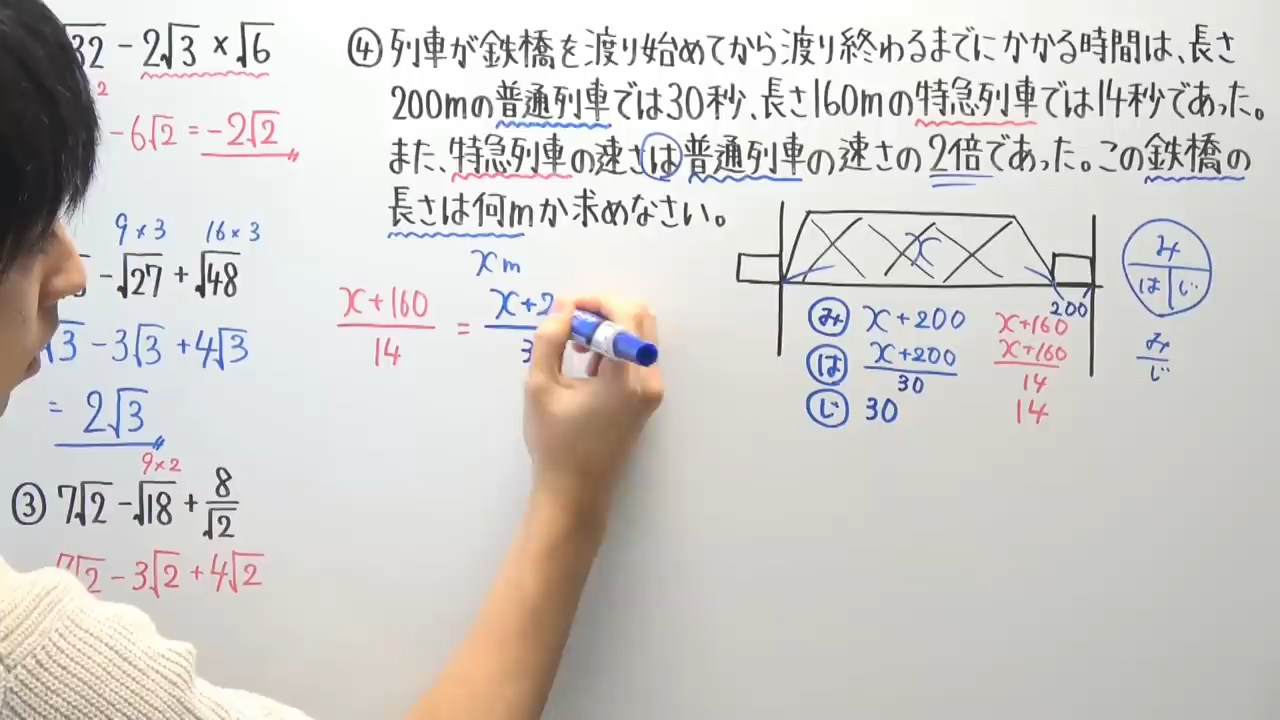 √32 - 2√3 × √6
2
- 6√2 = -2√2
9×3 16×3
- √27 + √48
√3 - 3√3 + 4√3
= 2√3
9×2
③ 7√2 - √18 + 8/√2
7√2 - 3√2 + 4√2
④ 列車が鉄橋を渡り始めてから渡り終わるまでにかかる時間は、長さ
200mの普通列車では30秒、長さ160mの特急列車では14秒であった。
また、特急列車の速さは普通列車の速さの2倍であった。この鉄橋の
長さは何mか求めなさい。
x m
(x+160)/14 = x+2
3
x
200
み x+200 x+160
は (x+200)/30 (x+160)/14
じ 30 14
み
は じ
み/じ